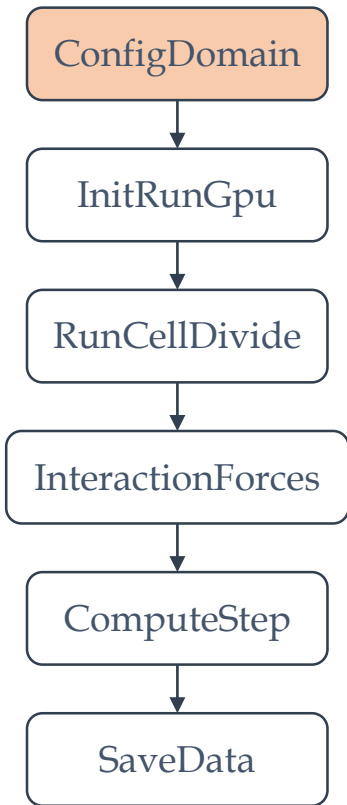 ConfigDomain
InitRunGpu
RunCellDivide
InteractionForces
ComputeStep
SaveData